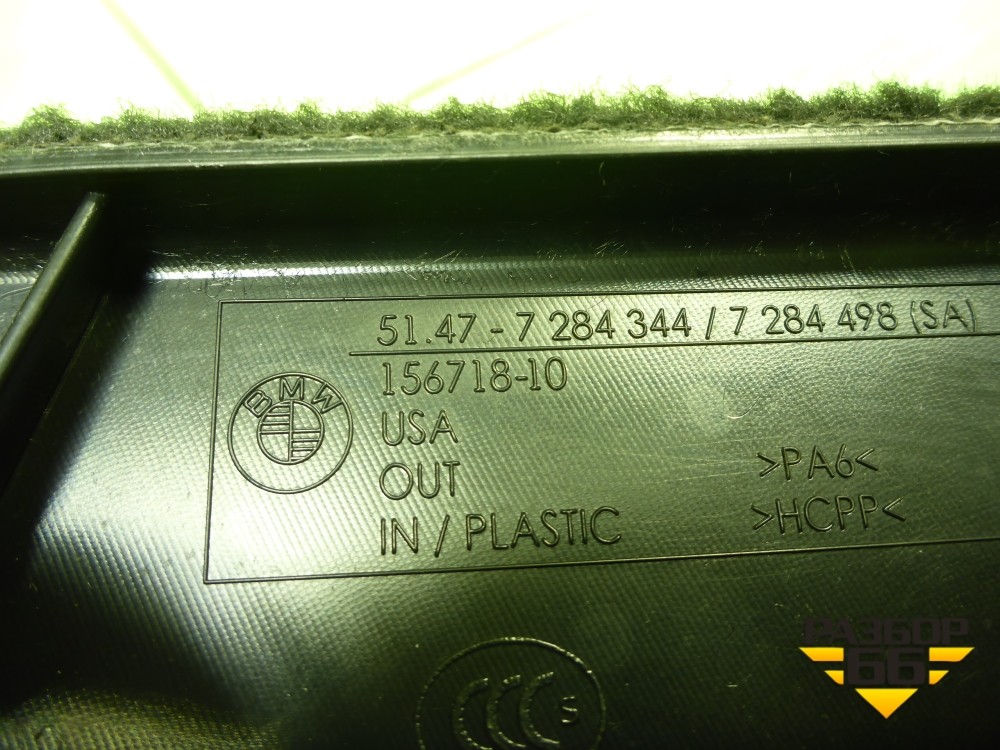 51.47 - 7 284 344 / 7 284 498 (SA)
156718-10
BMW
USA
OUT
>PA6<
IN / PLASTIC
>HCPP<
CCC S
РАЗБОР
66